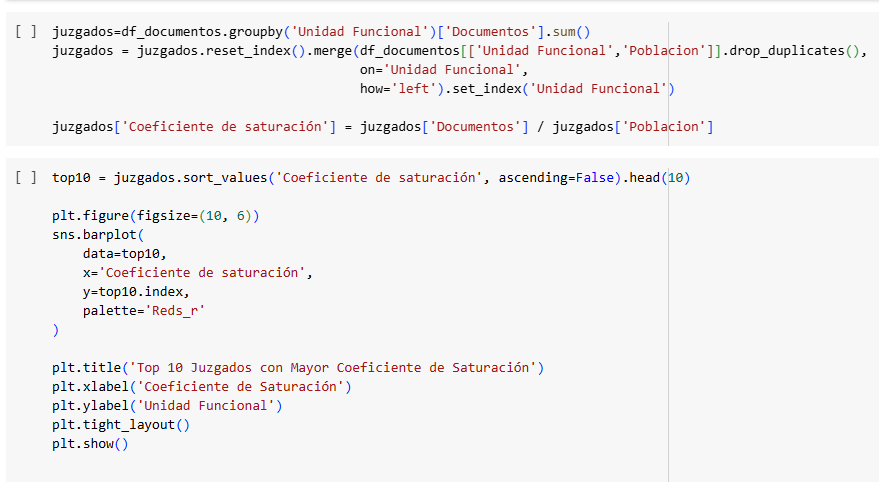 [ ] juzgados=df_documentos.groupby('Unidad Funcional')['Documentos'].sum()
juzgados = juzgados.reset_index().merge(df_documentos[['Unidad Funcional','Poblacion']].drop_duplicates(),
on='Unidad Funcional',
how='left').set_index('Unidad Funcional')
juzgados['Coeficiente de saturación'] = juzgados['Documentos'] / juzgados['Poblacion']
[ ] top10 = juzgados.sort_values('Coeficiente de saturación', ascending=False).head(10)
plt.figure(figsize=(10, 6))
sns.barplot(
data=top10,
x='Coeficiente de saturación',
y=top10.index,
palette='Reds_r'
)
plt.title('Top 10 Juzgados con Mayor Coeficiente de Saturación')
plt.xlabel('Coeficiente de Saturación')
plt.ylabel('Unidad Funcional')
plt.tight_layout()
plt.show()